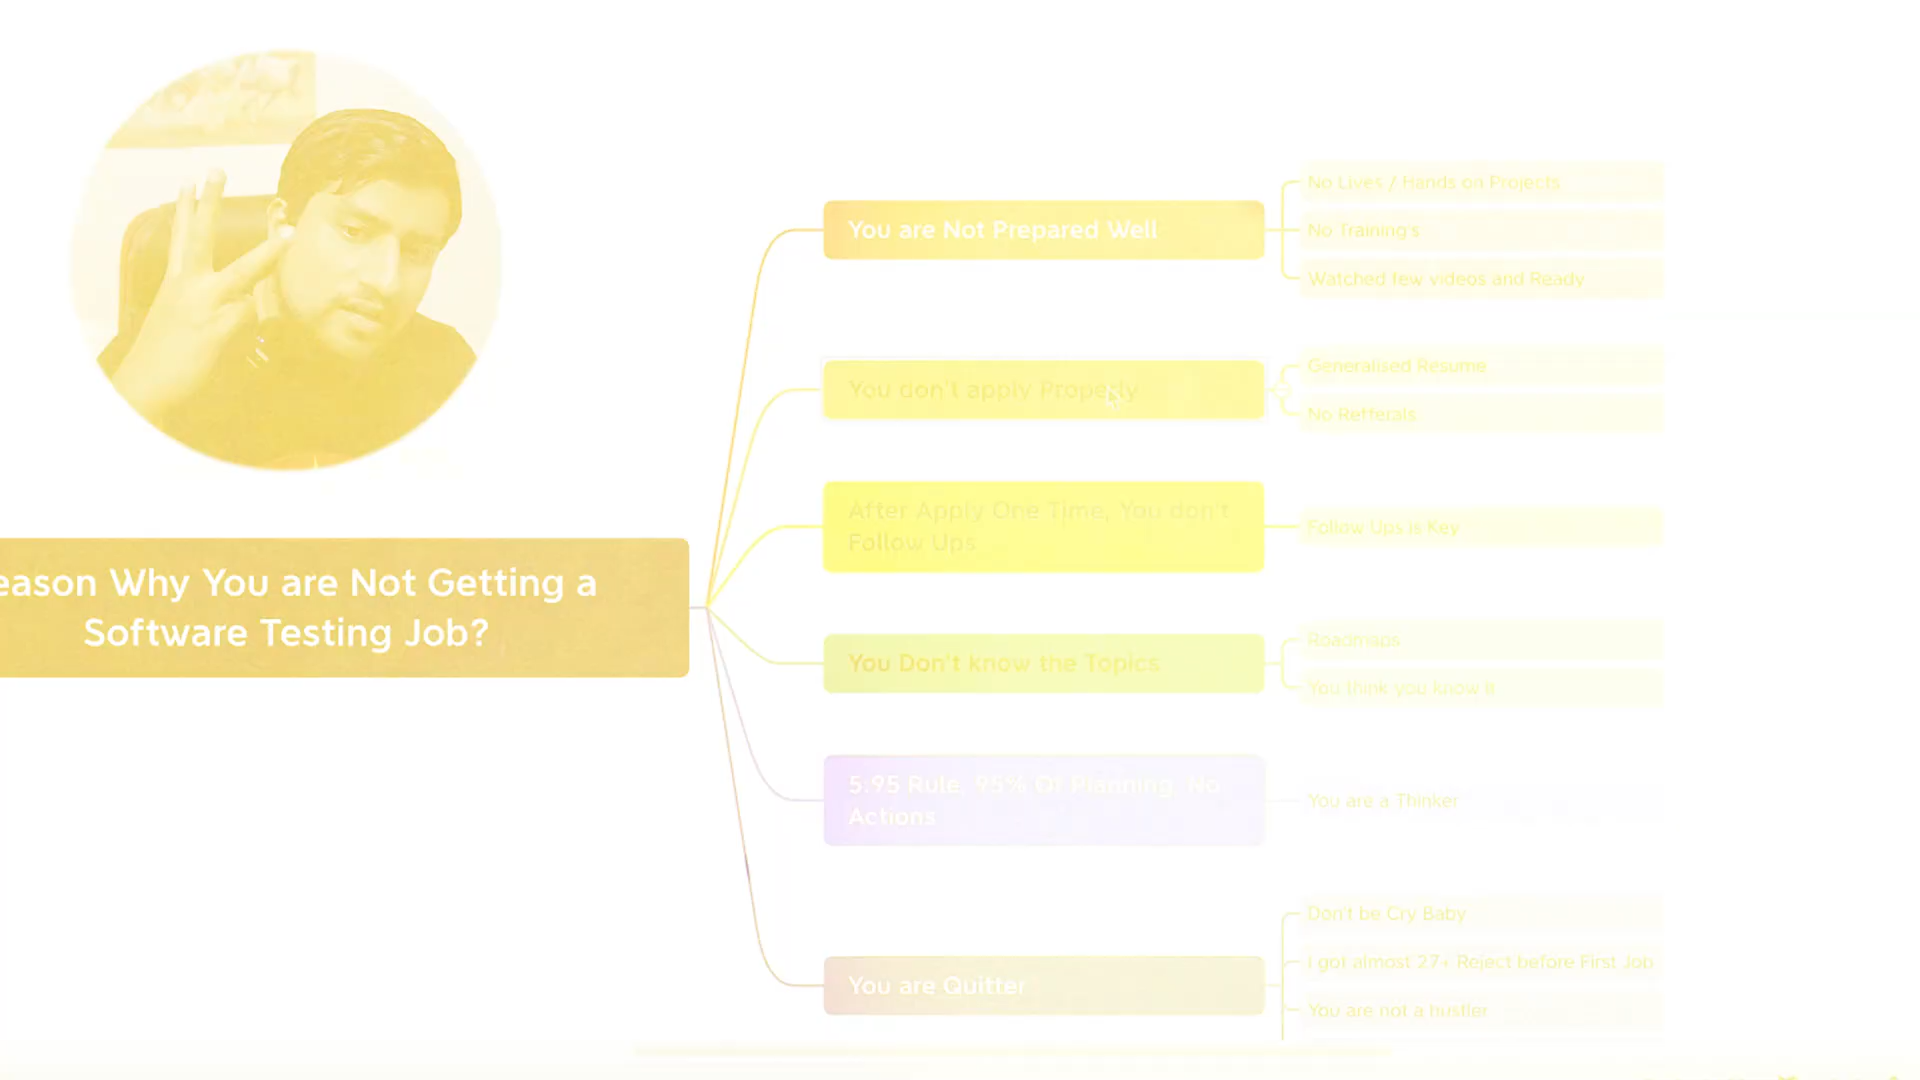 eason Why You are Not Getting a
Software Testing Job?
You are Not Prepared Well
No Lives / Hands on Projects
No Training's
Watched few videos and Ready
You don't apply Properly
Generalised Resume
No Refferals
After Apply One Time, You don't
Follow Ups
Follow Ups is Key
You Don't know the Topics
Roadmaps
You think you know it
5:95 Rule, 95% Of Planning, No
Actions
You are a Thinker
You are Quitter
Don't be Cry Baby
I got almost 27+ Reject before First Job
You are not a hustler